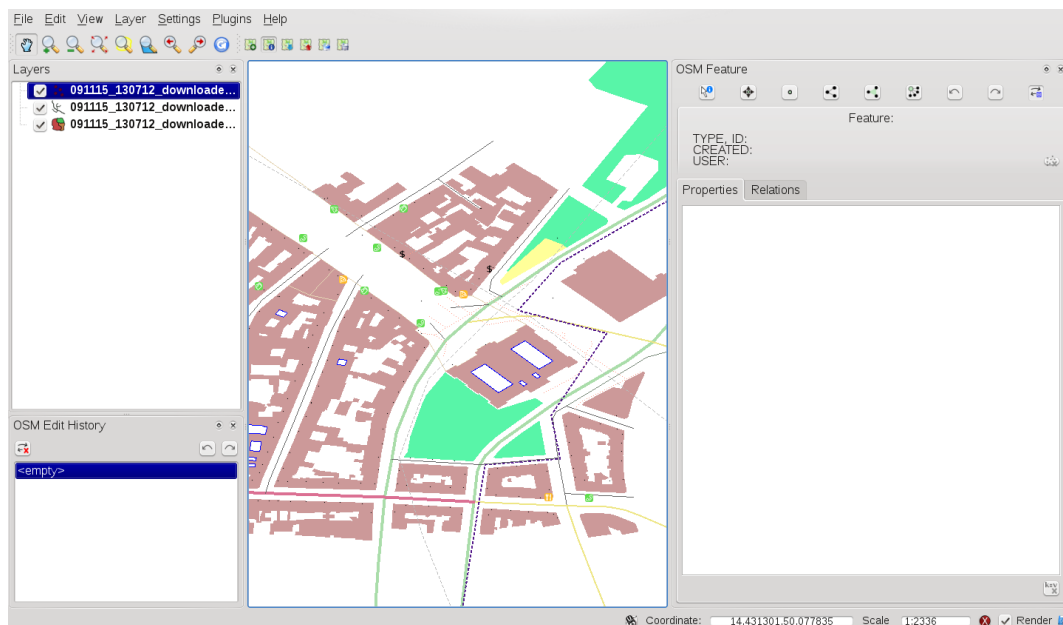 File Edit View Layer Settings Plugins Help
Layers
091115_130712_downloade...
091115_130712_downloade...
091115_130712_downloade...
OSM Edit History
<empty>
$
$
OSM Feature
Feature:
TYPE, ID:
CREATED:
USER:
Properties Relations
Coordinate: 14.431301,50.077835 Scale 1:2336 Render